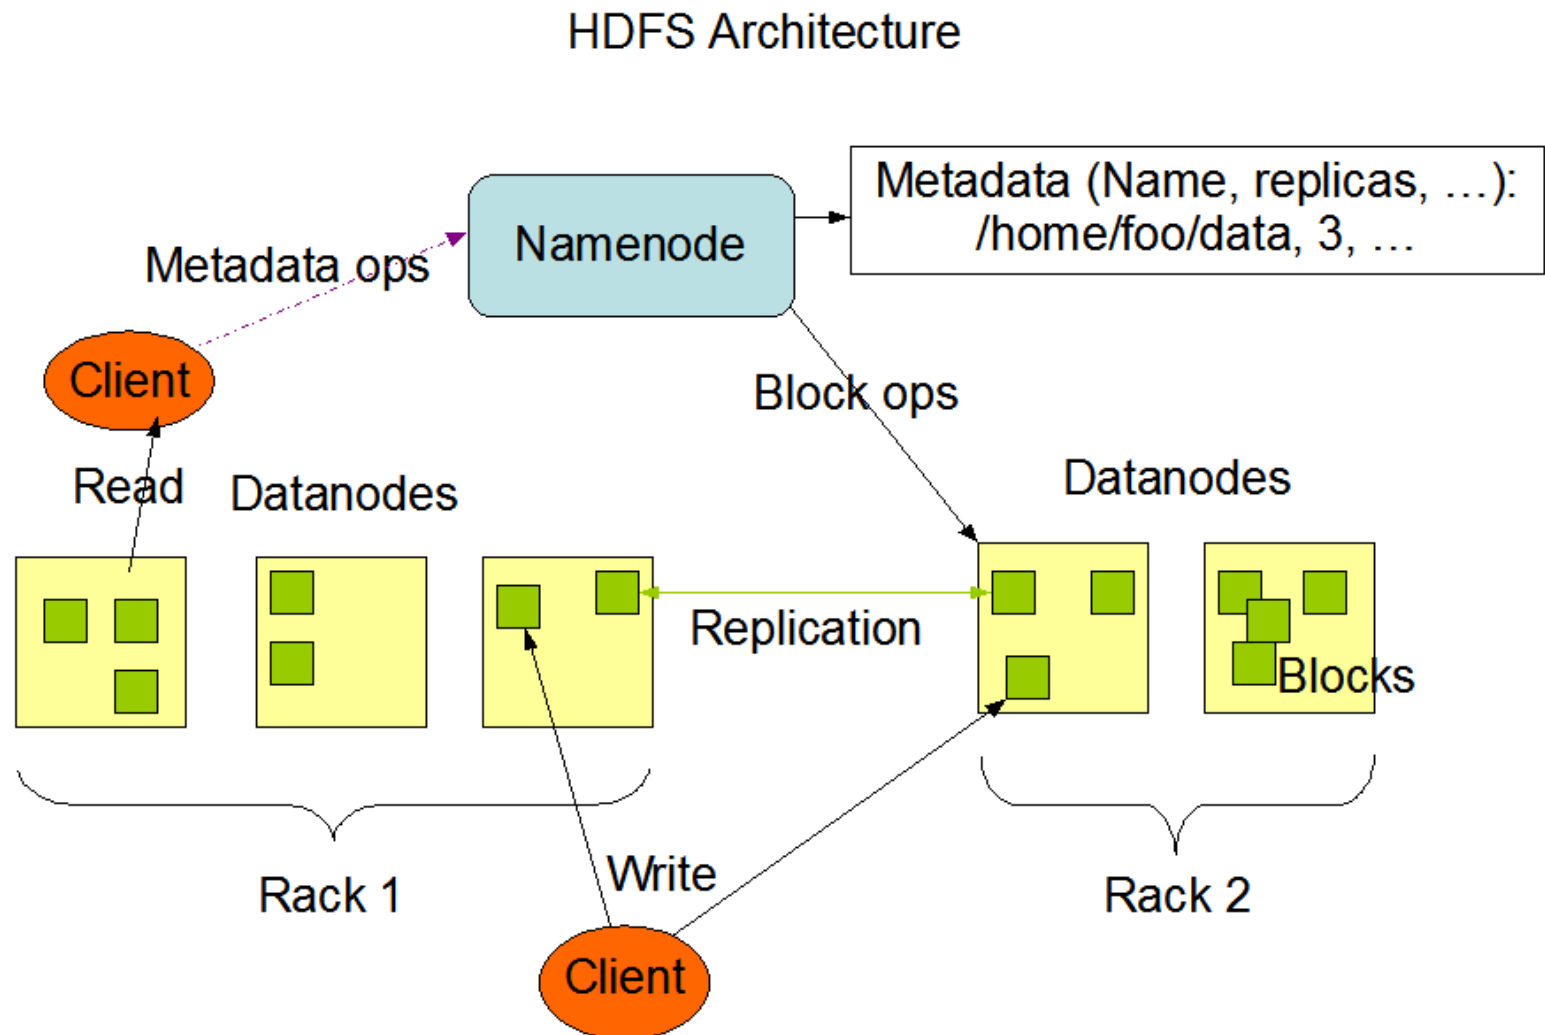 HDFS Architecture
Metadata (Name, replicas, …):
/home/foo/data, 3, …
Namenode
Metadata ops
Client
Block ops
Read
Datanodes
Datanodes
Replication
Blocks
Rack 1
Write
Rack 2
Client